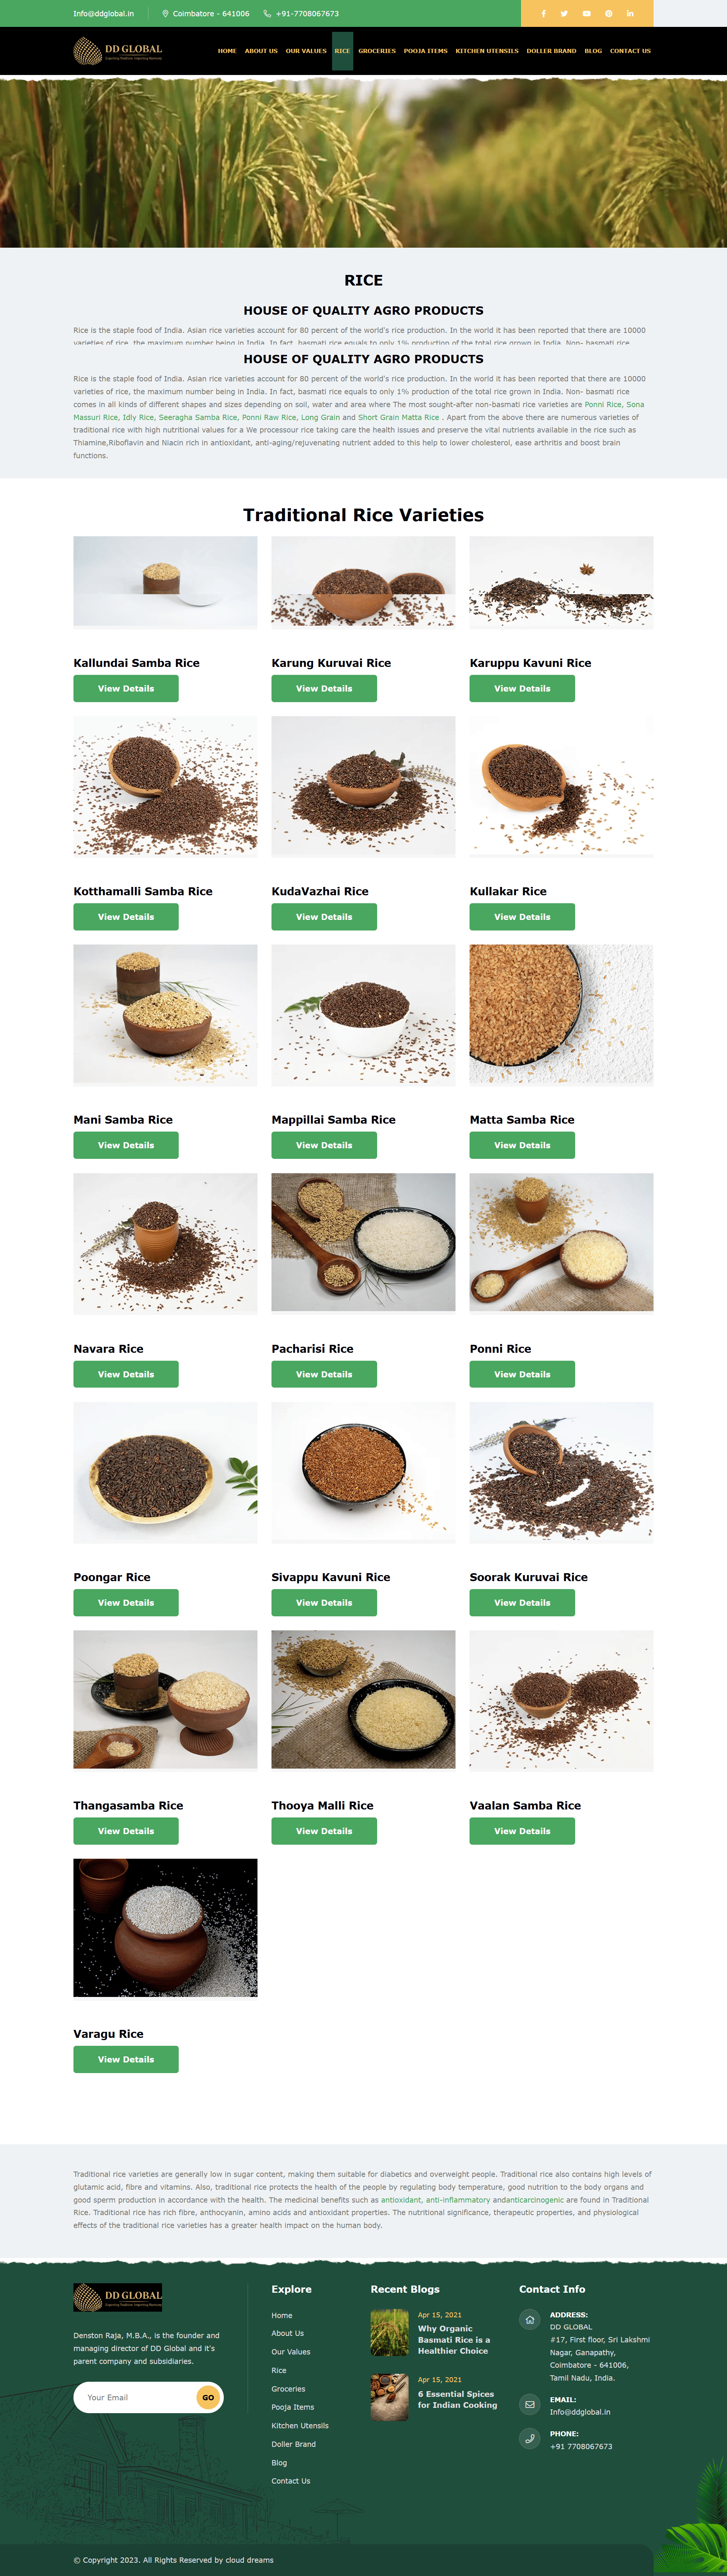 Info@ddglobal.in
Coimbatore - 641006
+91-7708067673
DD GLOBAL
HOME ABOUT US OUR VALUES RICE GROCERIES POOJA ITEMS KITCHEN UTENSILS DOLLER BRAND BLOG CONTACT US
RICE
HOUSE OF QUALITY AGRO PRODUCTS
Rice is the staple food of India. Asian rice varieties account for 80 percent of the world's rice production. In the world it has been reported that there are 10000
varieties of rice, the maximum number being in India. In fact, basmati rice equals to only 1% production of the total rice grown in India. Non- basmati rice
HOUSE OF QUALITY AGRO PRODUCTS
Rice is the staple food of India. Asian rice varieties account for 80 percent of the world's rice production. In the world it has been reported that there are 10000
varieties of rice, the maximum number being in India. In fact, basmati rice equals to only 1% production of the total rice grown in India. Non- basmati rice
comes in all kinds of different shapes and sizes depending on soil, water and area where The most sought-after non-basmati rice varieties are Ponni Rice, Sona
Massuri Rice, Idly Rice, Seeragha Samba Rice, Ponni Raw Rice, Long Grain and Short Grain Matta Rice . Apart from the above there are numerous varieties of
traditional rice with high nutritional values for a We processour rice taking care the health issues and preserve the vital nutrients available in the rice such as
Thiamine,Riboflavin and Niacin rich in antioxidant, anti-aging/rejuvenating nutrient added to this help to lower cholesterol, ease arthritis and boost brain
functions.
Traditional Rice Varieties
Kallundai Samba Rice
View Details
Karung Kuruvai Rice
View Details
Karuppu Kavuni Rice
View Details
Kotthamalli Samba Rice
View Details
KudaVazhai Rice
View Details
Kullakar Rice
View Details
Mani Samba Rice
View Details
Mappillai Samba Rice
View Details
Matta Samba Rice
View Details
Navara Rice
View Details
Pacharisi Rice
View Details
Ponni Rice
View Details
Poongar Rice
View Details
Sivappu Kavuni Rice
View Details
Soorak Kuruvai Rice
View Details
Thangasamba Rice
View Details
Thooya Malli Rice
View Details
Vaalan Samba Rice
View Details
Varagu Rice
View Details
Traditional rice varieties are generally low in sugar content, making them suitable for diabetics and overweight people. Traditional rice also contains high levels of
glutamic acid, fibre and vitamins. Also, traditional rice protects the health of the people by regulating body temperature, good nutrition to the body organs and
good sperm production in accordance with the health. The medicinal benefits such as antioxidant, anti-inflammatory andanticarcinogenic are found in Traditional
Rice. Traditional rice has rich fibre, anthocyanin, amino acids and antioxidant properties. The nutritional significance, therapeutic properties, and physiological
effects of the traditional rice varieties has a greater health impact on the human body.
DD GLOBAL
Denston Raja, M.B.A., is the founder and
managing director of DD Global and it's
parent company and subsidiaries.
Your Email
GO
Explore
Home
About Us
Our Values
Rice
Groceries
Pooja Items
Kitchen Utensils
Doller Brand
Blog
Contact Us
Recent Blogs
Apr 15, 2021
Why Organic
Basmati Rice is a
Healthier Choice
Apr 15, 2021
6 Essential Spices
for Indian Cooking
Contact Info
ADDRESS:
DD GLOBAL
#17, First floor, Sri Lakshmi
Nagar, Ganapathy,
Coimbatore - 641006,
Tamil Nadu, India.
EMAIL:
Info@ddglobal.in
PHONE:
+91 7708067673
© Copyright 2023. All Rights Reserved by cloud dreams